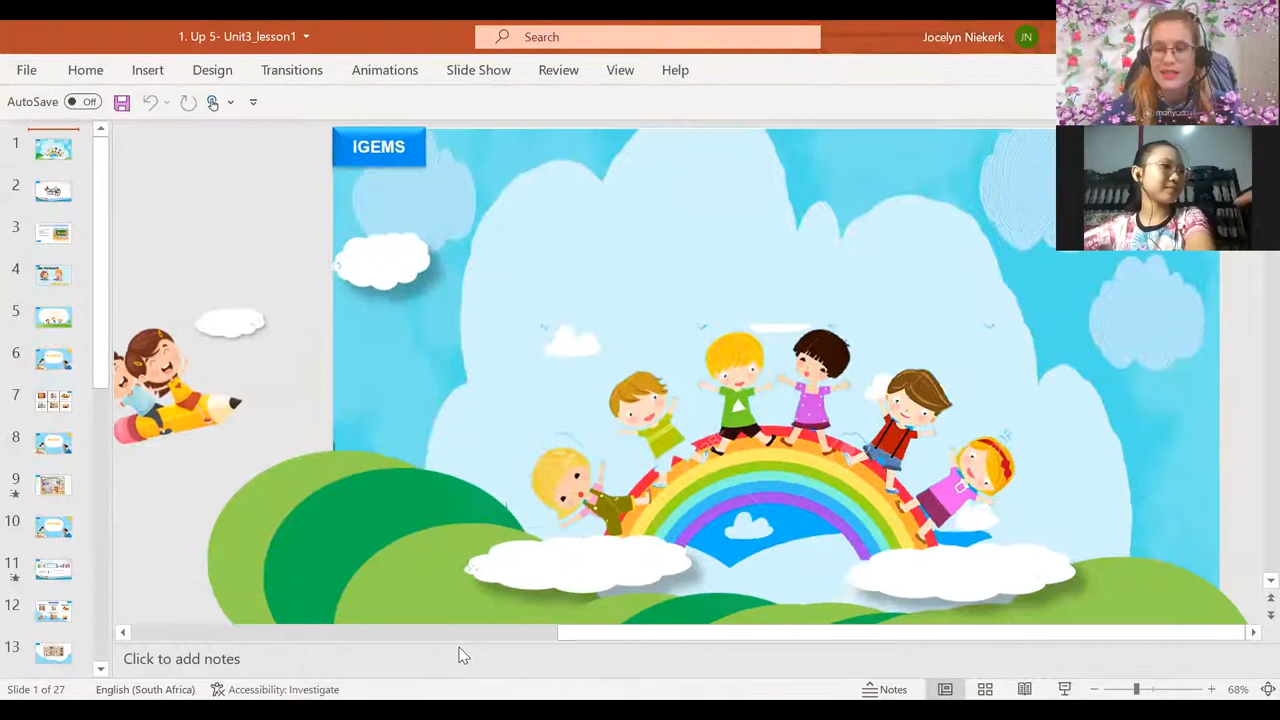 1. Up 5- Unit3_lesson1
Search
Jocelyn Niekerk
JN
File
Home
Insert
Design
Transitions
Animations
Slide Show
Review
View
Help
AutoSave
Off
1
2
3
4
5
6
7
8
9
10
11
12
13
IGEMS
Click to add notes
Slide 1 of 27
English (South Africa)
Accessibility: Investigate
Notes
68%